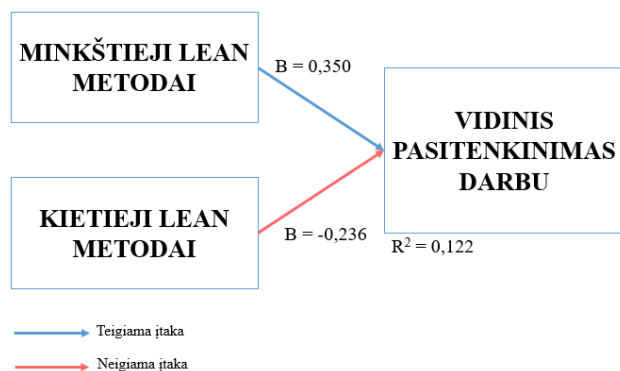 MINKŠTIEJI LEAN
METODAI
B = 0,350
VIDINIS
PASITENKINIMAS
DARBU
KIETIEJI LEAN
METODAI
B = -0,236
R² = 0,122
Teigiama įtaka
Neigiama įtaka